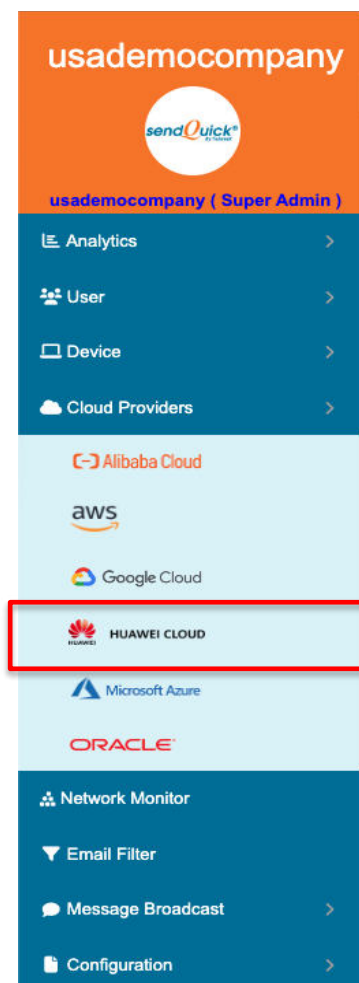 usademocompany
sendQuick®
usademocompany ( Super Admin )
Analytics
User
Device
Cloud Providers
Alibaba Cloud
aws
Google Cloud
HUAWEI
HUAWEI CLOUD
Microsoft Azure
ORACLE
Network Monitor
Email Filter
Message Broadcast
Configuration